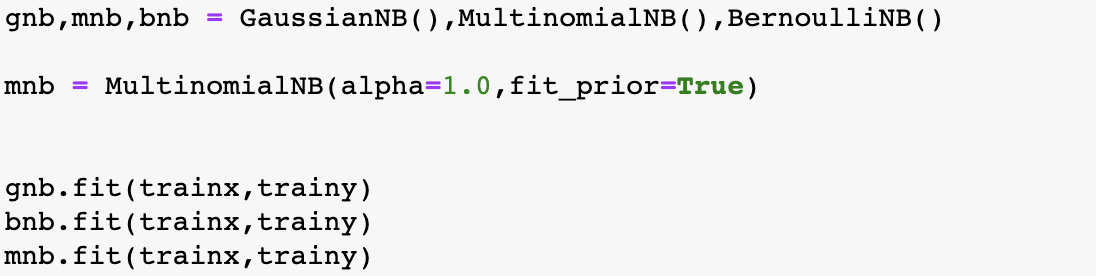 gnb,mnb,bnb = GaussianNB(),MultinomialNB(),BernoulliNB()
mnb = MultinomialNB(alpha=1.0,fit_prior=True)
gnb.fit(trainx,trainy)
bnb.fit(trainx,trainy)
mnb.fit(trainx,trainy)